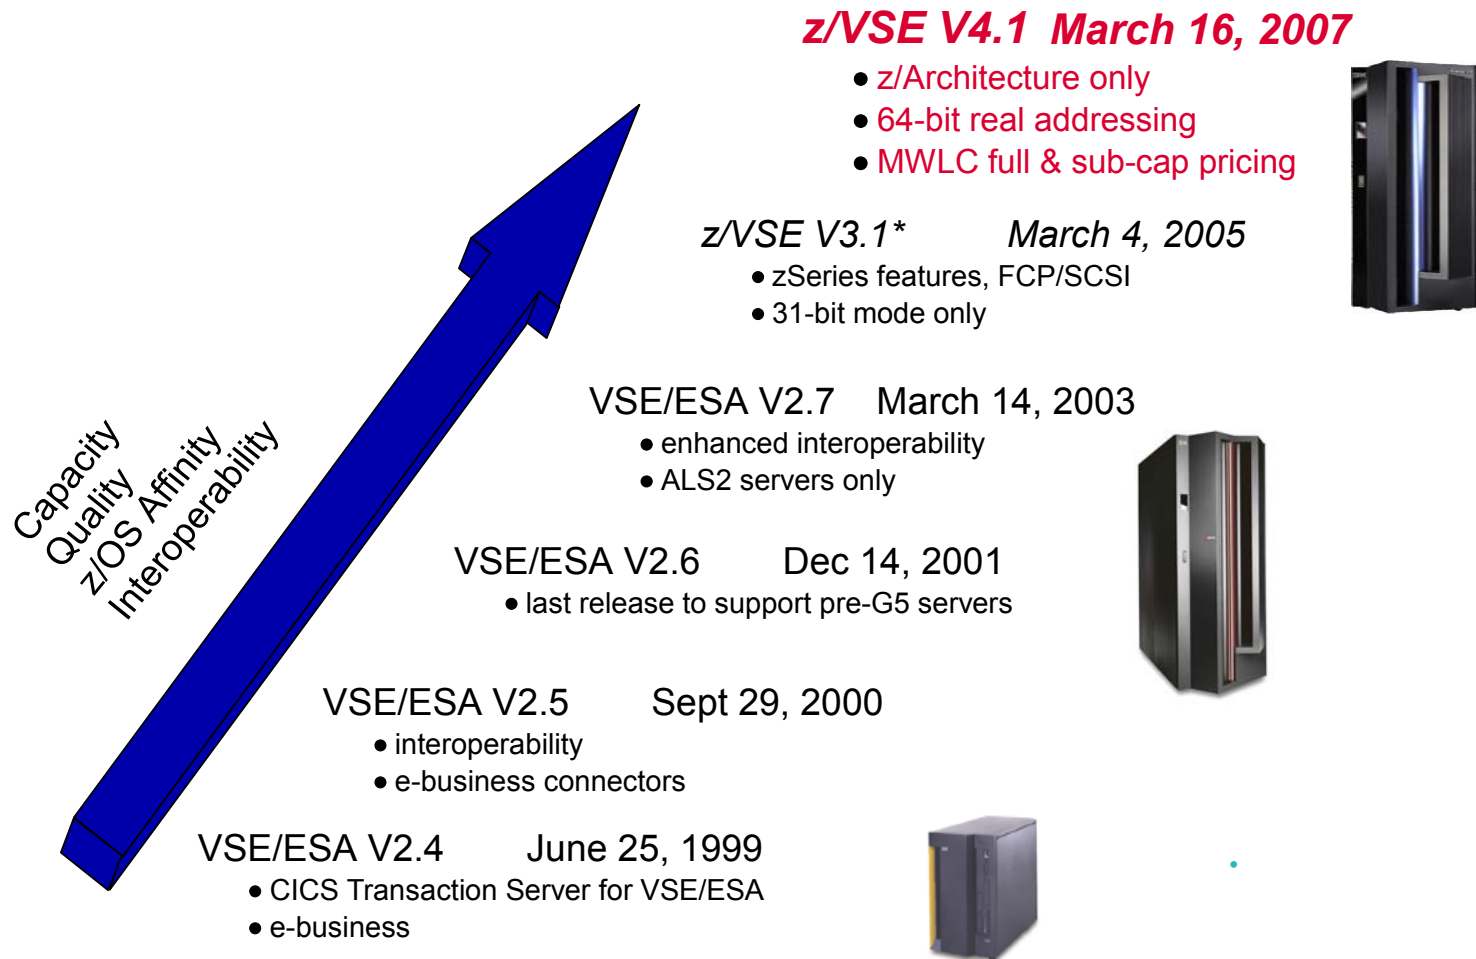 z/VSE V4.1 March 16, 2007
• z/Architecture only
• 64-bit real addressing
• MWLC full & sub-cap pricing
z/VSE V3.1* March 4, 2005
• zSeries features, FCP/SCSI
• 31-bit mode only
VSE/ESA V2.7 March 14, 2003
• enhanced interoperability
• ALS2 servers only
Capacity
Quality
z/OS Affinity
Interoperability
VSE/ESA V2.6 Dec 14, 2001
• last release to support pre-G5 servers
VSE/ESA V2.5 Sept 29, 2000
• interoperability
• e-business connectors
VSE/ESA V2.4 June 25, 1999
• CICS Transaction Server for VSE/ESA
• e-business